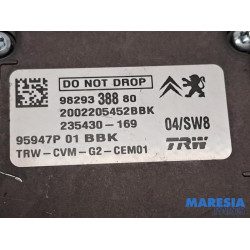 DO NOT DROP
98293 388 80
2002205452BBK
235430-169
04/SW8
95947P 01 BBK
TRW-CVM-G2-CEM01
TRW
MARESIA